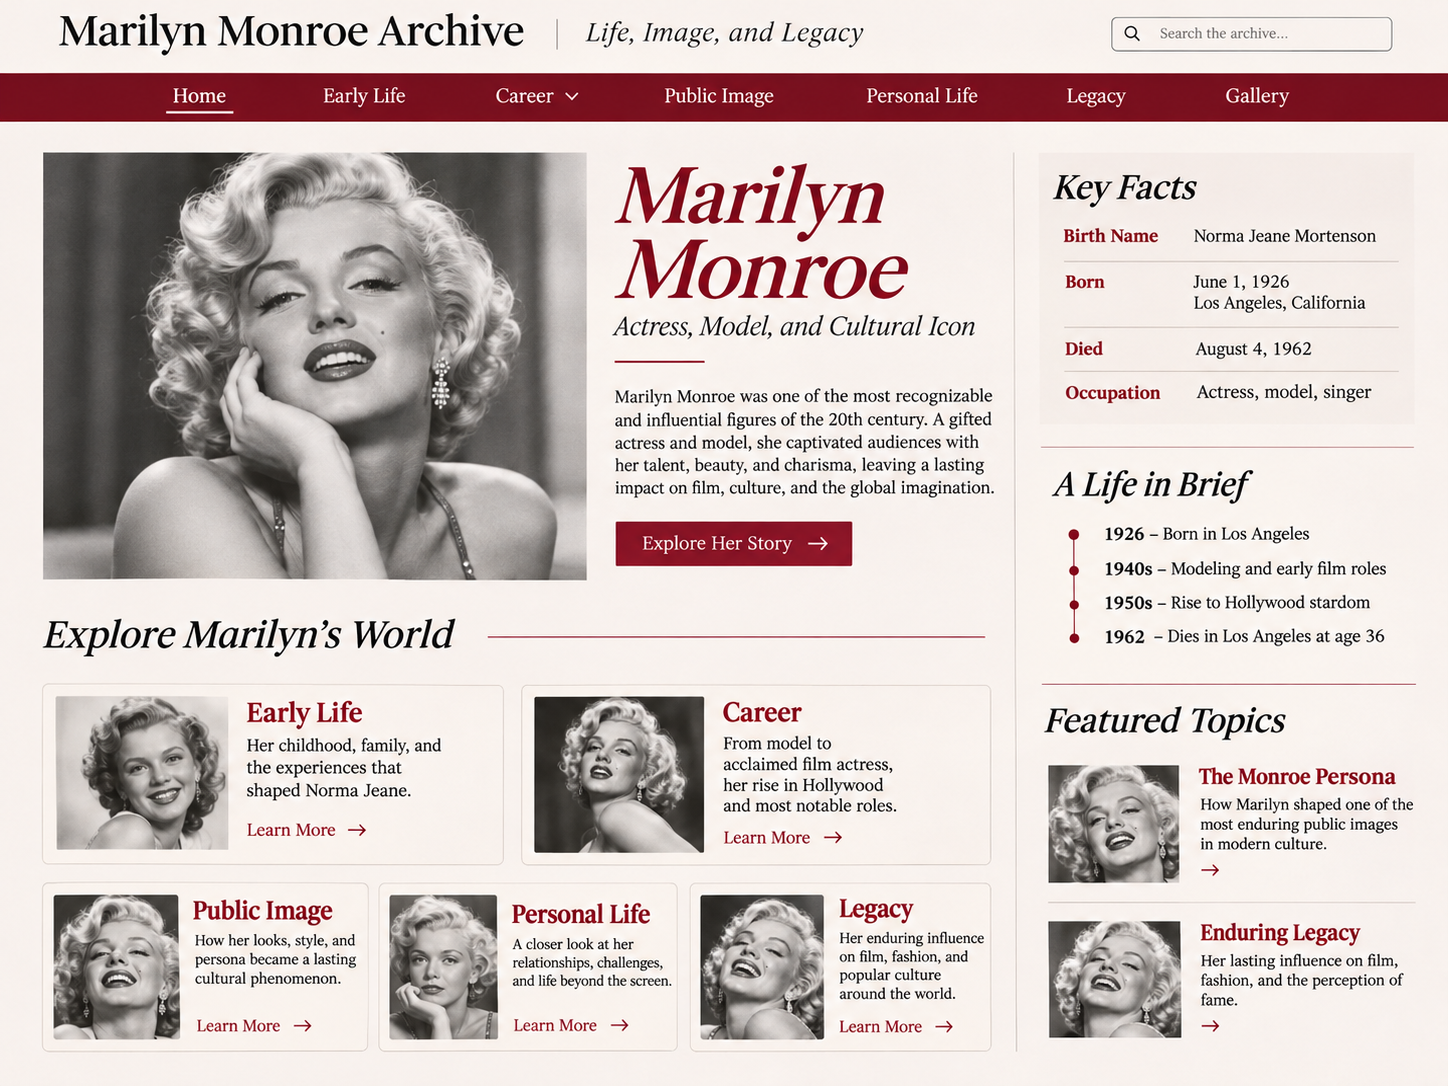 Marilyn Monroe Archive
Life, Image, and Legacy
Search the archive...
Home
Early Life
Career
Public Image
Personal Life
Legacy
Gallery
Marilyn
Monroe
Actress, Model, and Cultural Icon
Marilyn Monroe was one of the most recognizable
and influential figures of the 20th century. A gifted
actress and model, she captivated audiences with
her talent, beauty, and charisma, leaving a lasting
impact on film, culture, and the global imagination.
Explore Her Story →
Explore Marilyn's World
Early Life
Her childhood, family, and
the experiences that
shaped Norma Jeane.
Learn More →
Career
From model to
acclaimed film actress,
her rise in Hollywood
and most notable roles.
Learn More →
Public Image
How her looks, style, and
persona became a lasting
cultural phenomenon.
Learn More →
Personal Life
A closer look at her
relationships, challenges,
and life beyond the screen.
Learn More →
Legacy
Her enduring influence
on film, fashion, and
popular culture
around the world.
Learn More →
Key Facts
Birth Name Norma Jeane Mortenson
Born June 1, 1926
Los Angeles, California
Died August 4, 1962
Occupation Actress, model, singer
A Life in Brief
1926 – Born in Los Angeles
1940s – Modeling and early film roles
1950s – Rise to Hollywood stardom
1962 – Dies in Los Angeles at age 36
Featured Topics
The Monroe Persona
How Marilyn shaped one of the
most enduring public images
in modern culture.
→
Enduring Legacy
Her lasting influence on film,
fashion, and the perception of
fame.
→